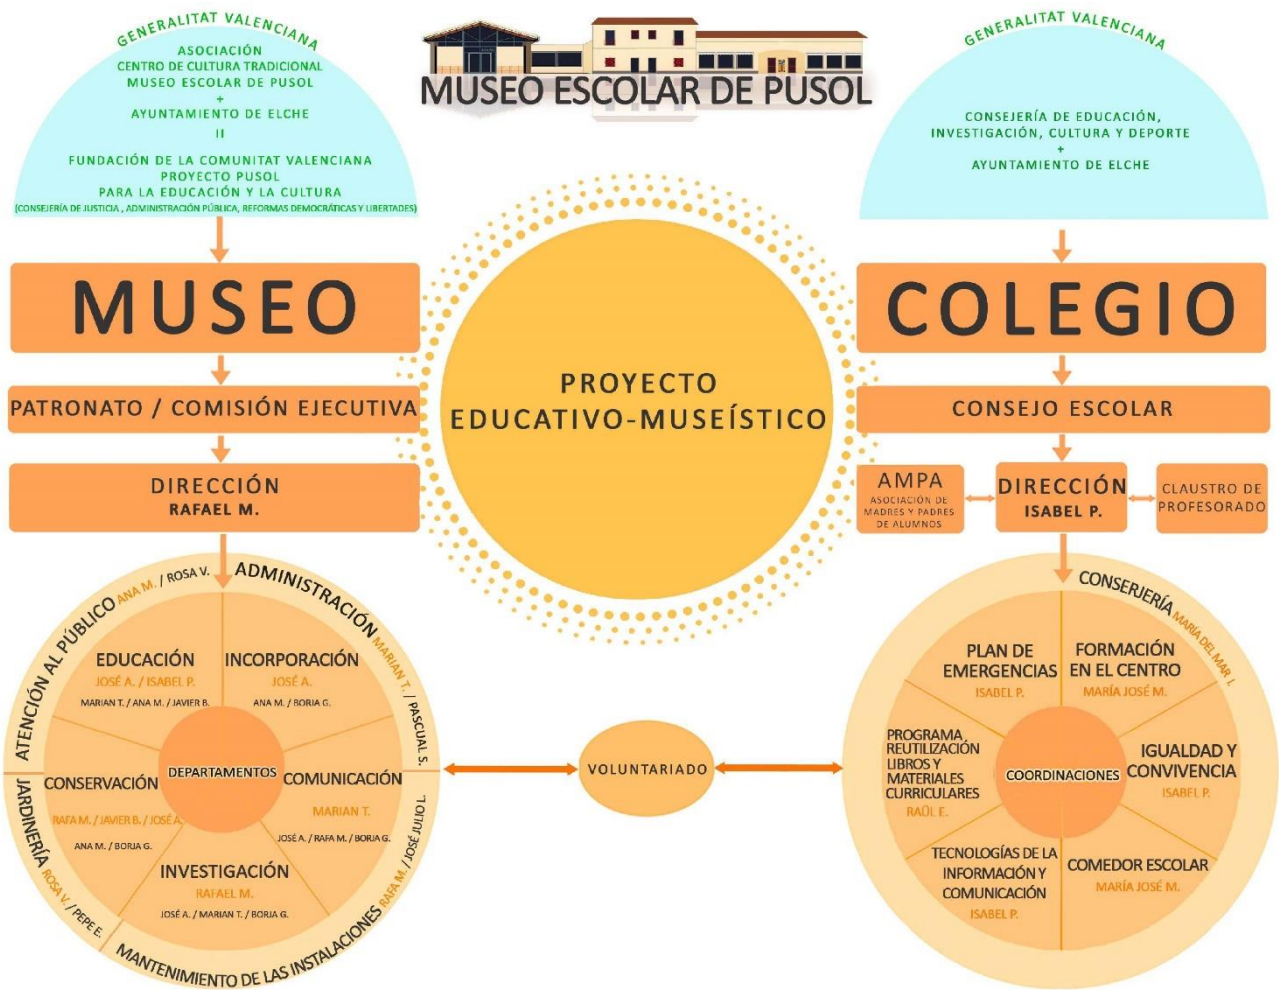 GENERALITAT VALENCIANA
ASOCIACIÓN
CENTRO DE CULTURA TRADICIONAL
MUSEO ESCOLAR DE PUSOL
+
AYUNTAMIENTO DE ELCHE
II
FUNDACIÓN DE LA COMUNITAT VALENCIANA
PROYECTO PUSOL
PARA LA EDUCACIÓN Y LA CULTURA
(CONSEJERÍA DE JUSTICIA , ADMINISTRACIÓN PÚBLICA, REFORMAS DEMOCRÁTICAS Y LIBERTADES)
MUSEO ESCOLAR DE PUSOL
GENERALITAT VALENCIANA
CONSEJERÍA DE EDUCACIÓN,
INVESTIGACIÓN, CULTURA Y DEPORTE
+
AYUNTAMIENTO DE ELCHE
MUSEO
PATRONATO / COMISIÓN EJECUTIVA
DIRECCIÓN
RAFAEL M.
PROYECTO
EDUCATIVO-MUSEÍSTICO
COLEGIO
CONSEJO ESCOLAR
AMPA
ASOCIACIÓN DE
MADRES Y PADRES
DE ALUMNOS
DIRECCIÓN
ISABEL P.
CLAUSTRO DE
PROFESORADO
ATENCIÓN AL PÚBLICO ANA M. / ROSA V.
ADMINISTRACIÓN MARIAN T. / PASCUAL S.
EDUCACIÓN
JOSÉ A. / ISABEL P.
MARIAN T. / ANA M. / JAVIER B.
INCORPORACIÓN
JOSÉ A.
ANA M. / BORJA G.
DEPARTAMENTOS
CONSERVACIÓN
RAFA M. / JAVIER B. / JOSÉ A.
ANA M. / BORJA G.
COMUNICACIÓN
MARIAN T.
JOSÉ A. / RAFA M. / BORJA G.
INVESTIGACIÓN
RAFAEL M.
JOSÉ A. / MARIAN T. / BORJA G.
JARDINERÍA ROSA V. / PEPE E.
MANTENIMIENTO DE LAS INSTALACIONES RAFA M. / JOSÉ JULIO L.
VOLUNTARIADO
CONSERJERÍA MARÍA DEL MAR I.
PLAN DE
EMERGENCIAS
ISABEL P.
FORMACIÓN
EN EL CENTRO
MARÍA JOSÉ M.
PROGRAMA
REUTILIZACIÓN
LIBROS Y
MATERIALES
CURRICULARES
RAÜL E.
COORDINACIONES
IGUALDAD Y
CONVIVENCIA
ISABEL P.
TECNOLOGÍAS DE LA
INFORMACIÓN Y
COMUNICACIÓN
ISABEL P.
COMEDOR ESCOLAR
MARÍA JOSÉ M.